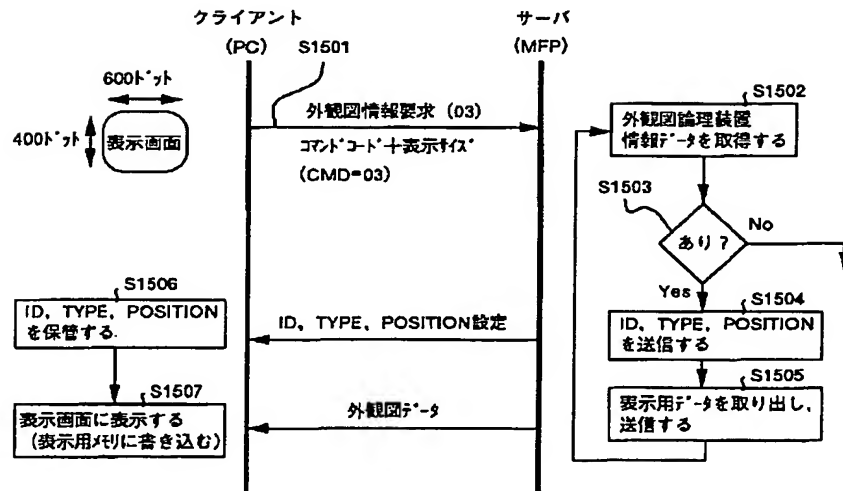 クライアント
(PC)
サーバ
(MFP)
S1501
600ドット
400ドット
表示画面
外観図情報要求 (03)
コマンドコード+表示サイズ
(CMD=03)
S1502
外観図論理装置
情報データを取得する
S1503
あり?
No
Yes
S1504
ID, TYPE, POSITION
を送信する
S1505
表示用データを取り出し,
送信する
ID, TYPE, POSITION設定
外観図データ
S1506
ID, TYPE, POSITION
を保管する.
S1507
表示画面に表示する
(表示用メモリに書き込む)